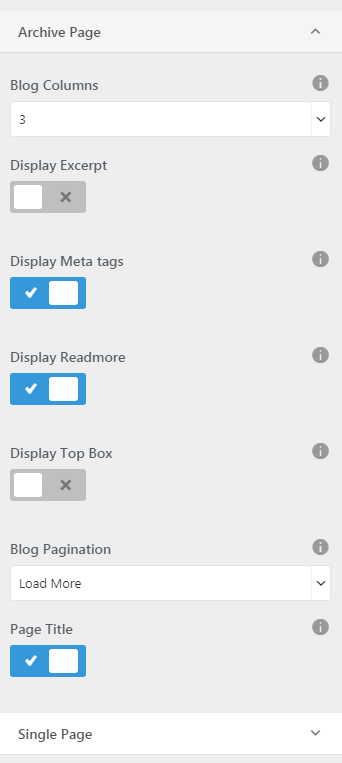 Archive Page
Blog Columns
3
Display Excerpt
Display Meta tags
Display Readmore
Display Top Box
Blog Pagination
Load More
Page Title
Single Page